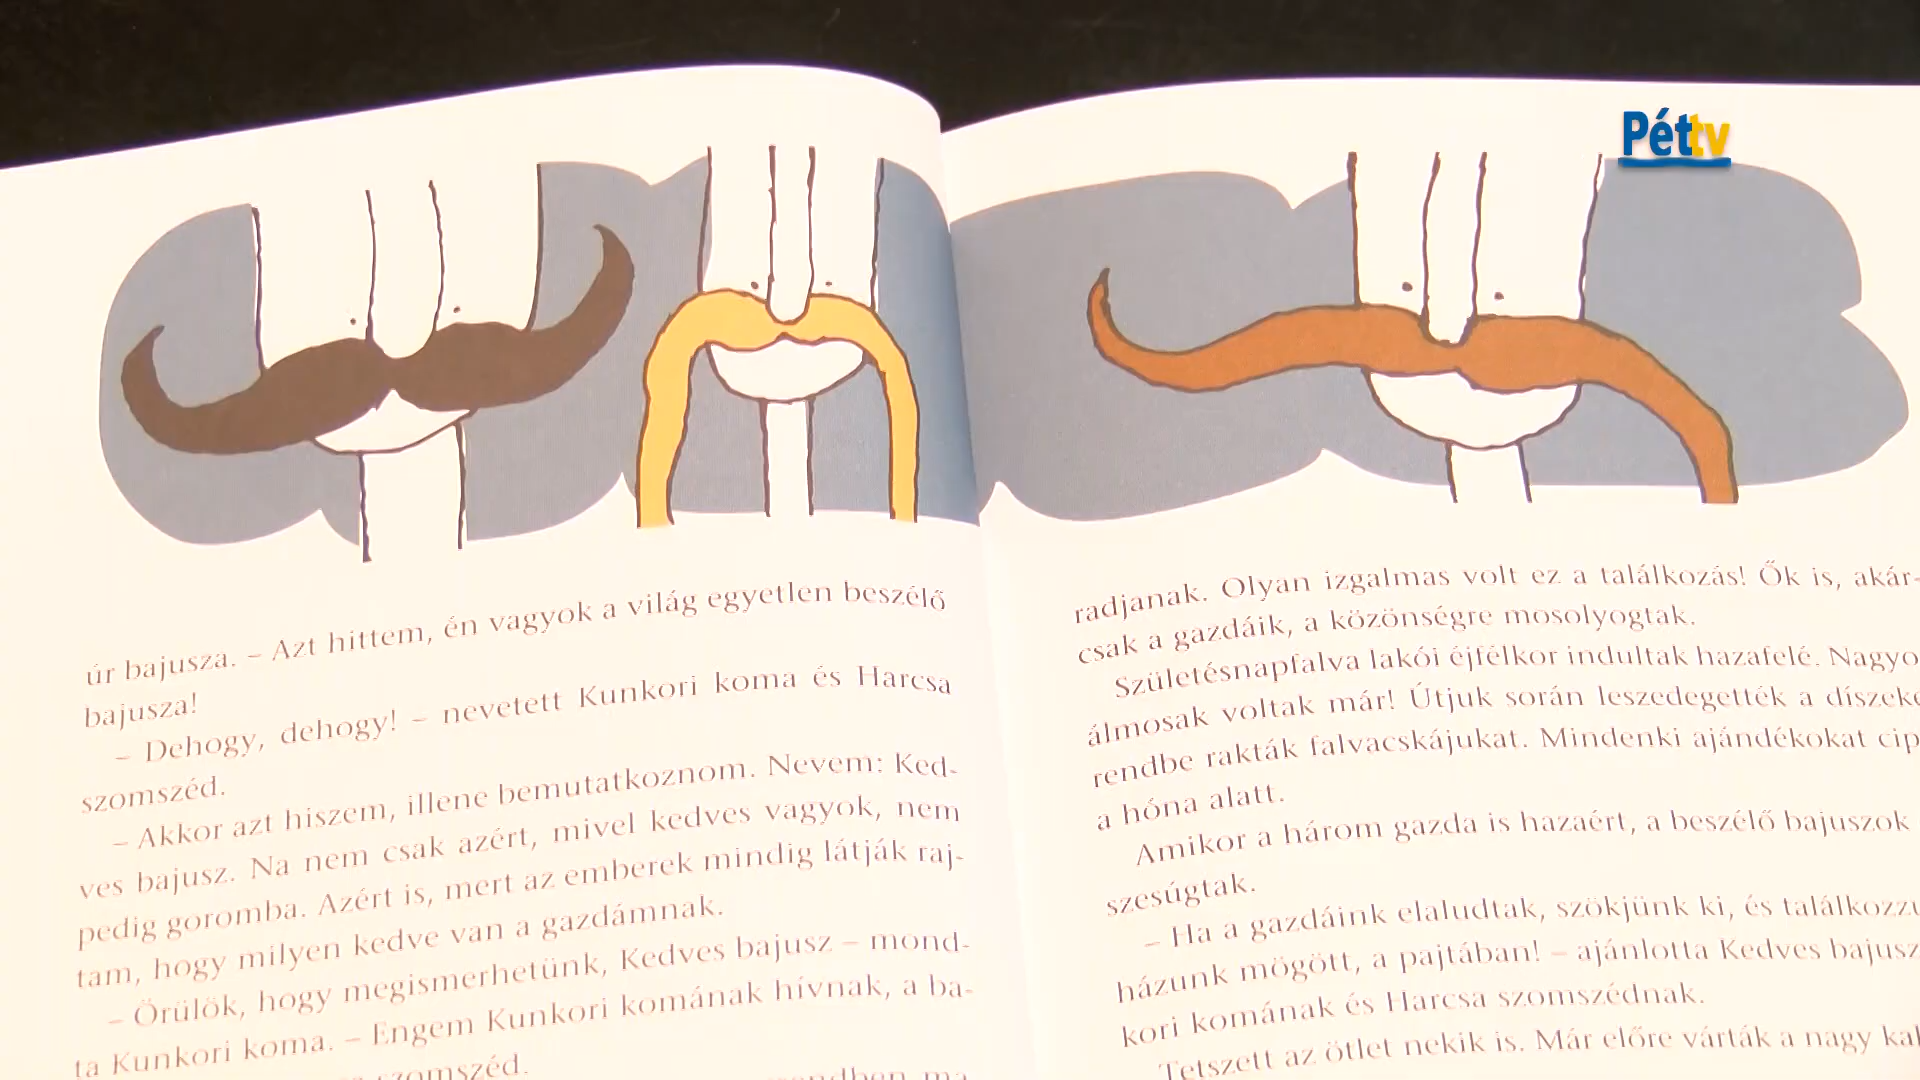 Péttv
úr bajusza. – Azt hittem, én vagyok a világ egyetlen beszélő
bajusza!
– Dehogy, dehogy! – nevetett Kunkori koma és Harcsa
szomszéd.
– Akkor azt hiszem, illene bemutatkoznom. Nevem: Ked-
ves bajusz. Na nem csak azért, mivel kedves vagyok, nem
pedig goromba. Azért is, mert az emberek mindig látják raj-
tam, hogy milyen kedve van a gazdámnak.
– Örülök, hogy megismerhetünk, Kedves bajusz – mond-
ta Kunkori koma. – Engem Kunkori komának hívnak, a ba-
szomszéd.
radjanak. Olyan izgalmas volt ez a találkozás! Ők is, akár-
csak a gazdáik, a közönségre mosolyogtak.
Születésnapfalva lakói éjfélkor indultak hazafelé. Nagyo
álmosak voltak már! Útjuk során leszedegették a díszeke
rendbe rakták falvacskájukat. Mindenki ajándékokat cip
a hóna alatt.
Amikor a három gazda is hazaért, a beszélő bajuszok
szesúgtak.
– Ha a gazdáink elaludtak, szökjünk ki, és találkozzu
házunk mögött, a pajtában! – ajánlotta Kedves bajusz
kori komának és Harcsa szomszédnak.
Tetszett az ötlet nekik is. Már előre várták a nagy kal